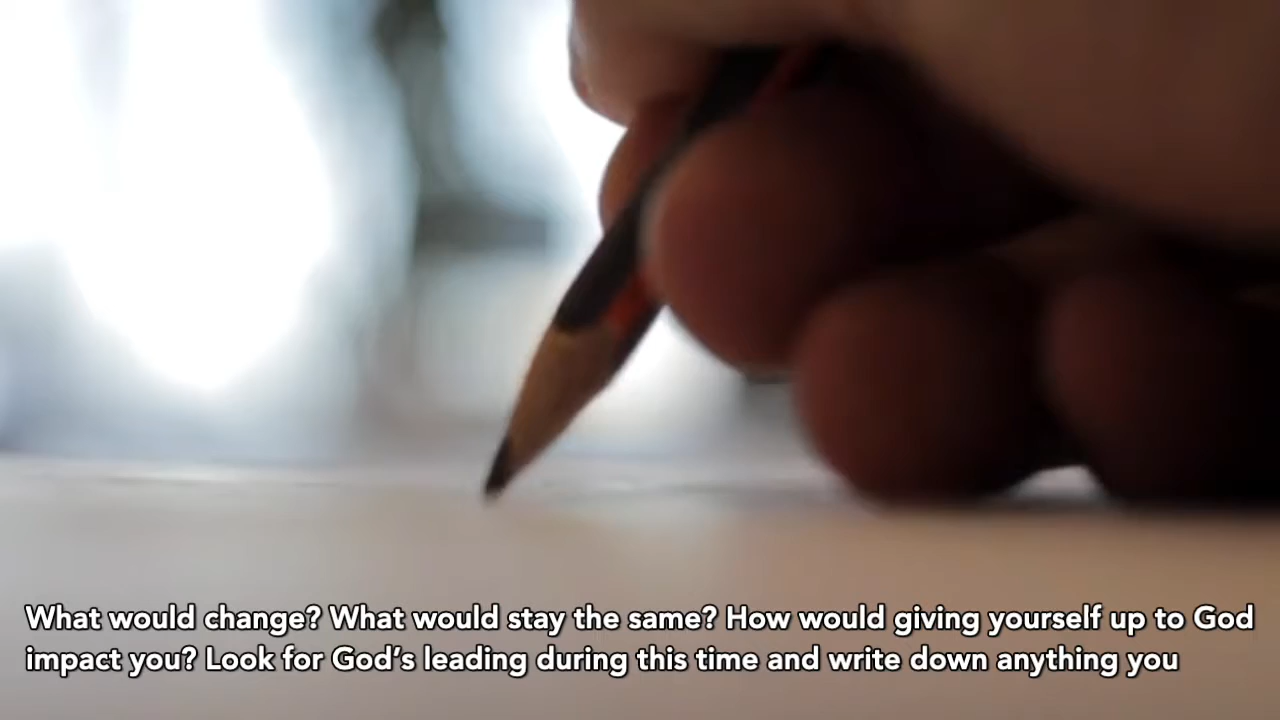 What would change? What would stay the same? How would giving yourself up to God
impact you? Look for God's leading during this time and write down anything you